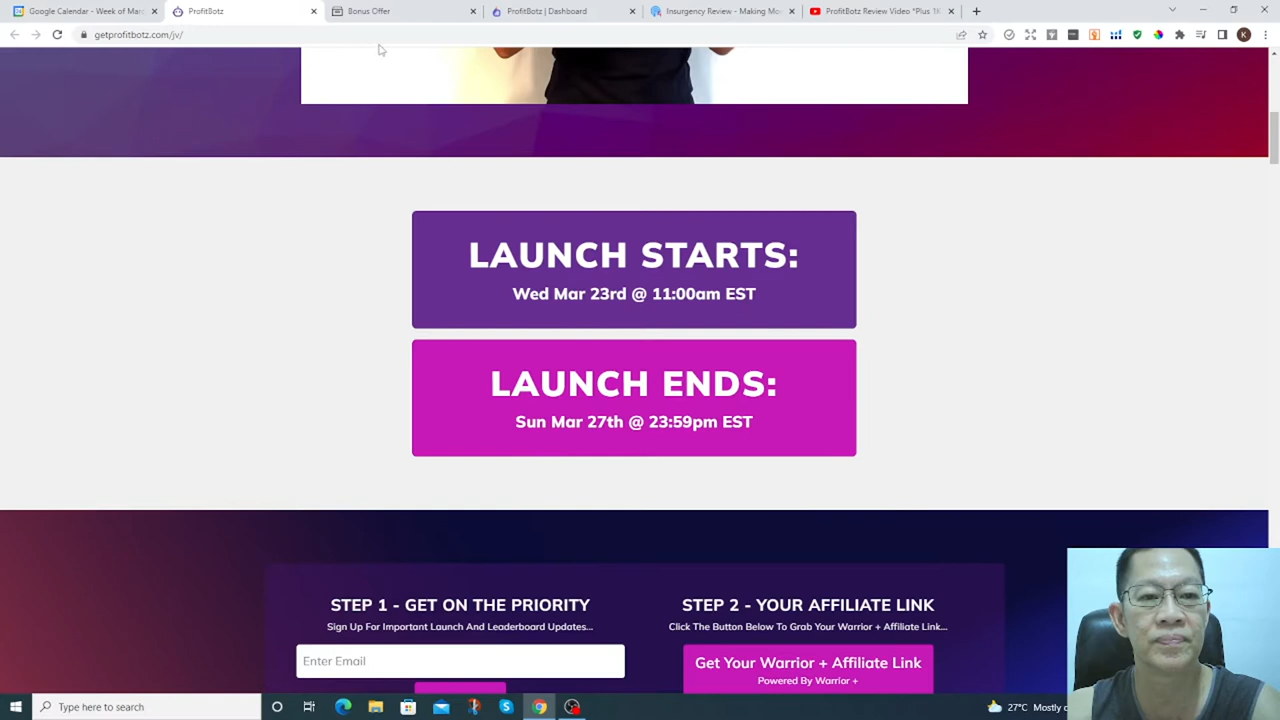 Google Calendar - Week of Marc
ProfitBotz
Bonus Offer
ProfitBotz | Dashboard
Insurgency Review - Making Mon
ProfitBotz Review Video "Plus 1K
getprofitbotz.com/jv/
K
LAUNCH STARTS:
Wed Mar 23rd @ 11:00am EST
LAUNCH ENDS:
Sun Mar 27th @ 23:59pm EST
STEP 1 - GET ON THE PRIORITY
Sign Up For Important Launch And Leaderboard Updates...
Enter Email
STEP 2 - YOUR AFFILIATE LINK
Click The Button Below To Grab Your Warrior + Affiliate Link...
Get Your Warrior + Affiliate Link
Powered By Warrior +
Type here to search
27°C Mostly c